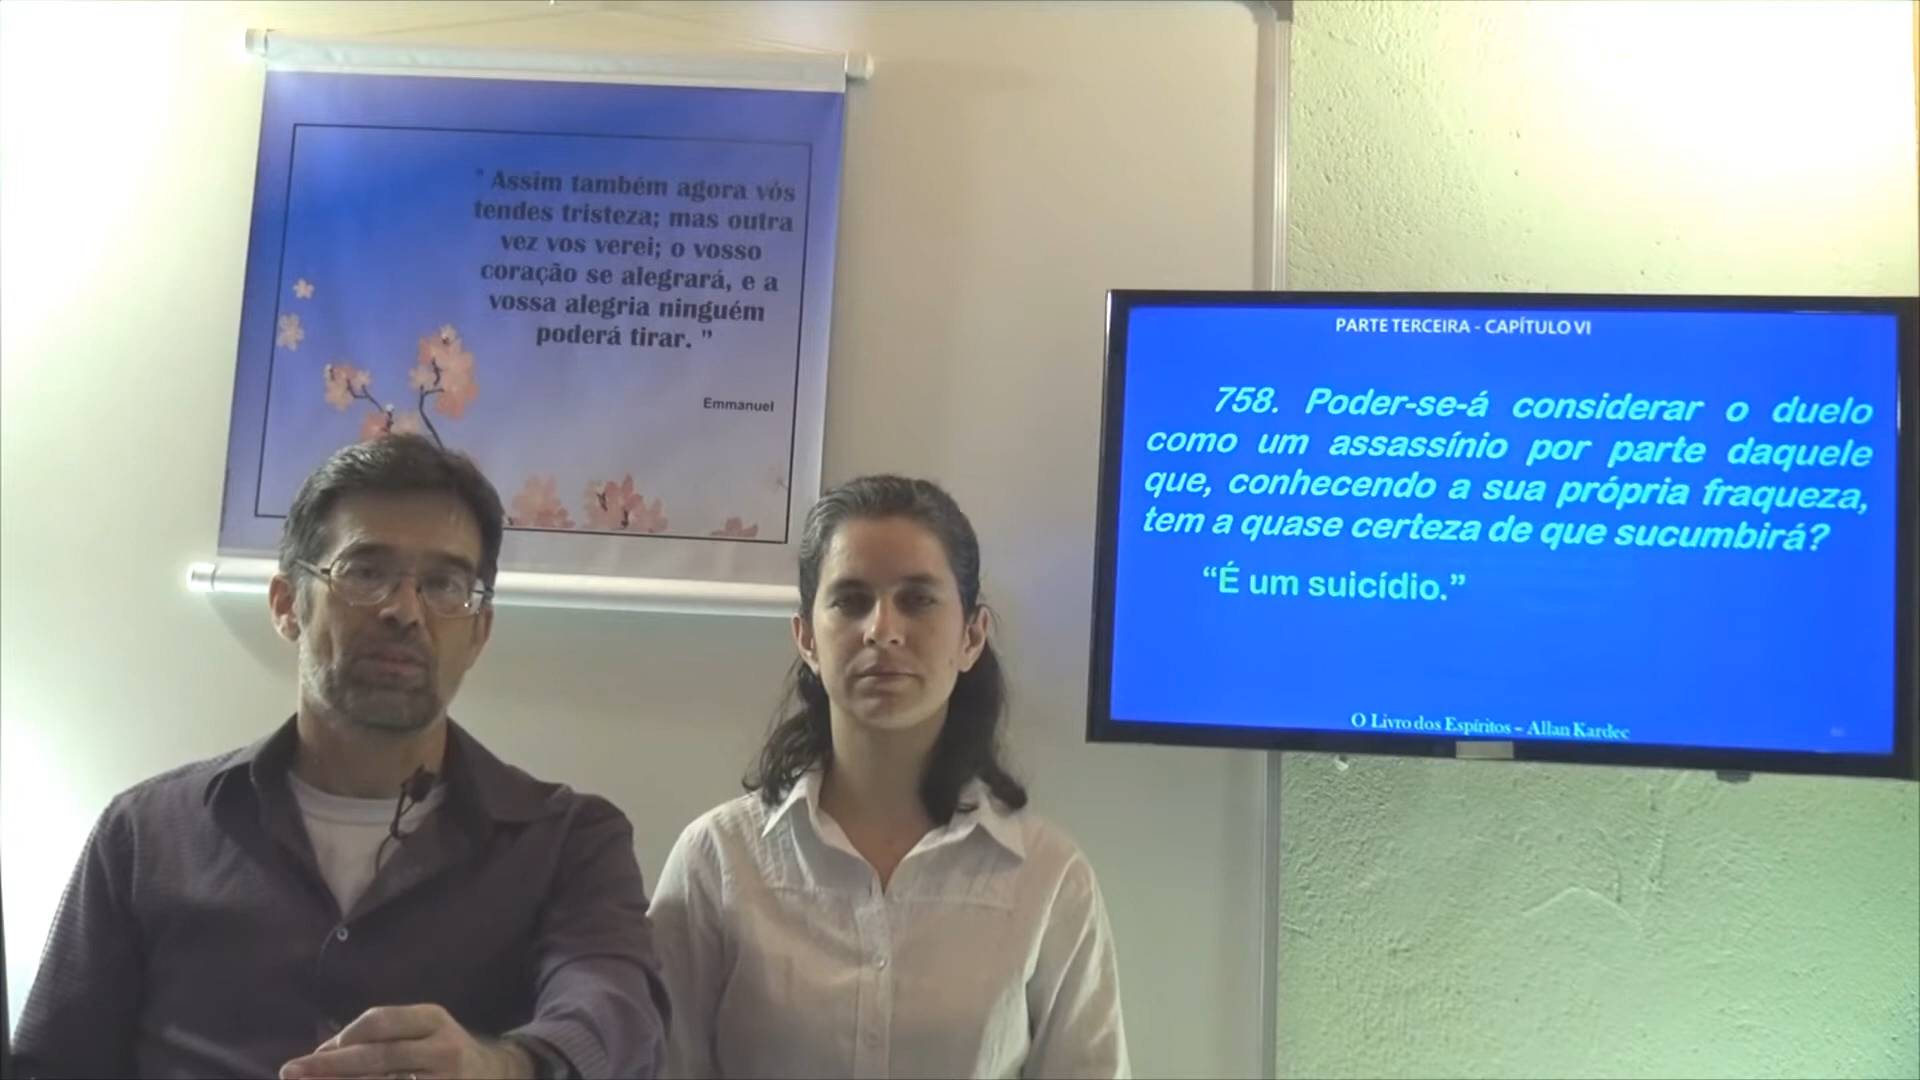 " Assim também agora vós
tendes tristeza; mas outra
vez vos verei; o vosso
coração se alegrará, e a
vossa alegria ninguém
poderá tirar. ”
Emmanuel
PARTE TERCEIRA - CAPÍTULO VI
758. Poder-se-á considerar o duelo
como um assassínio por parte daquele
que, conhecendo a sua própria fraqueza,
tem a quase certeza de que sucumbirá?
“É um suicídio.”
O Livro dos Espíritos – Allan Kardec